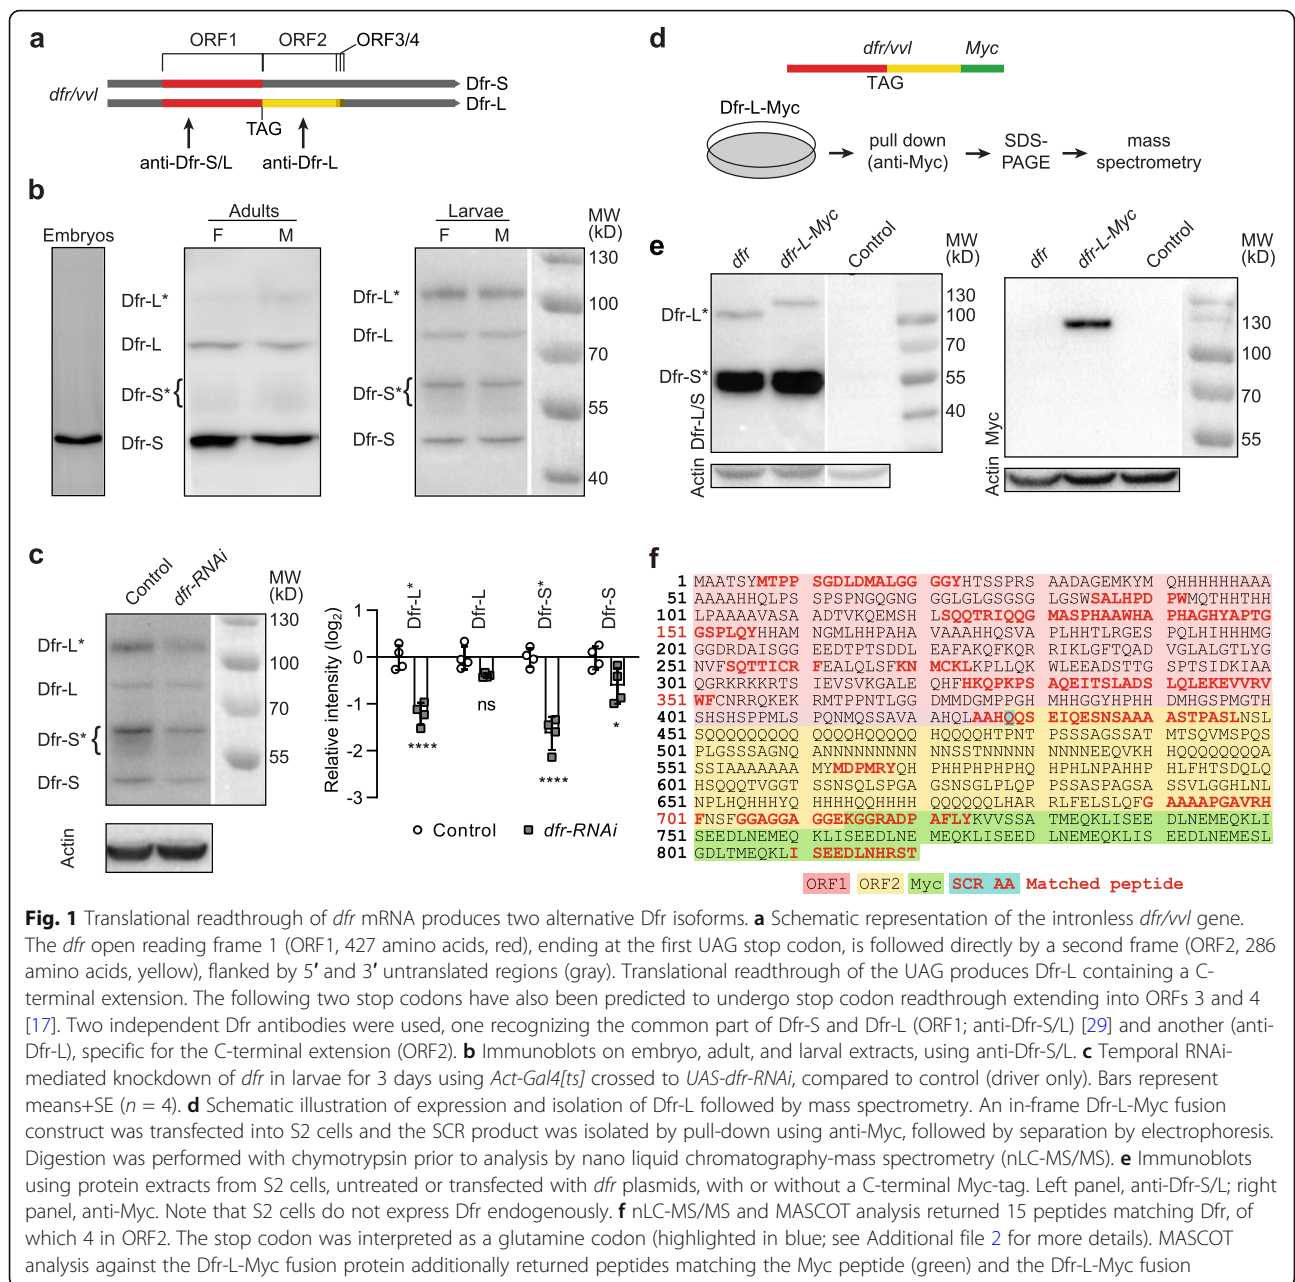 a
ORF1
ORF2
ORF3/4
dfr/vvl
Dfr-S
Dfr-L
TAG
anti-Dfr-S/L
anti-Dfr-L
b
Embryos
Adults
F M
Larvae
F M
MW
(kD)
Dfr-L*
Dfr-L
Dfr-S*{
Dfr-S
Dfr-L*
Dfr-L
Dfr-S*{
Dfr-S
130
100
70
55
40
c
Control
dfr-RNAi
MW
(kD)
Dfr-L*
Dfr-L
Dfr-S*{
Dfr-S
130
100
70
55
Actin
Relative intensity (log2)
1
0
-1
-2
-3
Dfr-L*
Dfr-L
Dfr-S*
Dfr-S
****
ns
****
*
Control
dfr-RNAi
d
dfr/vvl
Myc
TAG
Dfr-L-Myc
pull down
(anti-Myc)
SDS-
PAGE
mass
spectrometry
e
dfr
dfr-L-Myc
Control
MW
(kD)
Dfr-L*
Dfr-S*
130
100
70
55
40
Dfr-L/S
Actin
dfr
dfr-L-Myc
Control
MW
(kD)
130
100
70
55
Myc
Actin
f
1 MAATSYMTPP SGDLDMALGG GGYHTSSPRS AADAGEMKYM QHHHHHHAAA
51 AAAAHHQLPS SPSPNGQGNG GGLGLGSGSG LGSWSALHPD PWMQTHHTHH
101 LPAAAAVASA ADTVKQEMSH LSQQTRIQQG MASPHAAWHA PHAGHYAPTG
151 GSPLQYHHAM NGMLHHPAHA VAAAHHQSVA PLHHTLRGES PQLHIHHHMG
201 GGDRDAISGG EEDTPTSDDL EAFAKQFKQR RIKLGFTQAD VGLALGTLYG
251 NVFSQTTICR FEALQLSFKN MCKLKPLLQK WLEEADSTTG SPTSIDKIAA
301 QGRKRKKRTS IEVSVKGALE QHFHKQPKPS AQEITSLADS LQLEKEVVRV
351 WFCNRRQKEK RMTPPNTLGG DMMDGMPPGH MHHGGYHPHH DMHGSPMGTH
401 SHSHSPPMLS PQNMQSSAVA AHQLAAHQQS EIQESNSAAA ASTPASLNSL
451 SQQQQQQQQQ QQQQHQQQQQ QQQQHTPNTP PSSSAGSSAT MTSQVMSPQS
501 PLGSSSAGNQ ANNNNNNNNN NNSSTNNNNN NNNNEEQVKH QQQQQQQQQA
551 SSIAAAAAAA MYMDPMRYQH PHHPHPHPHQ HPHNLPAHHP HLFHTSDQLQ
601 HSQQQTVGGT NSNSQLSPGA GSNSGLPLQP PSSASPAGSA SSVLGGHLNL
651 NPLHQHHHYQ HHHHQQHHHH QQQQQQLHAR RLFELSLQFG AAAAAPGAVRH
701 FNSFGGAGGA GGEKGGRADP AFLYKVVSSA TMEQKLISEE DLNEMEQKLI
751 SEEDLNEMEQ KLISEEDLNE MEQKLISEED LNEMEQKLIS EEDLNEMESL
801 GDLTMEQKLI SEEDLNHRST
ORF1 ORF2 Myc SCR AA Matched peptide
Fig. 1 Translational readthrough of dfr mRNA produces two alternative Dfr isoforms. a Schematic representation of the intronless dfr/vvl gene.
The dfr open reading frame 1 (ORF1, 427 amino acids, red), ending at the first UAG stop codon, is followed directly by a second frame (ORF2, 286
amino acids, yellow), flanked by 5′ and 3′ untranslated regions (gray). Translational readthrough of the UAG produces Dfr-L containing a C-
terminal extension. The following two stop codons have also been predicted to undergo stop codon readthrough extending into ORFs 3 and 4
[17]. Two independent Dfr antibodies were used, one recognizing the common part of Dfr-S and Dfr-L (ORF1; anti-Dfr-S/L) [29] and another (anti-
Dfr-L), specific for the C-terminal extension (ORF2). b Immunoblots on embryo, adult, and larval extracts, using anti-Dfr-S/L. c Temporal RNAi-
mediated knockdown of dfr in larvae for 3 days using Act-Gal4[ts] crossed to UAS-dfr-RNAi, compared to control (driver only). Bars represent
means+SE (n = 4). d Schematic illustration of expression and isolation of Dfr-L followed by mass spectrometry. An in-frame Dfr-L-Myc fusion
construct was transfected into S2 cells and the SCR product was isolated by pull-down using anti-Myc, followed by separation by electrophoresis.
Digestion was performed with chymotrypsin prior to analysis by nano liquid chromatography-mass spectrometry (nLC-MS/MS). e Immunoblots
using protein extracts from S2 cells, untreated or transfected with dfr plasmids, with or without a C-terminal Myc-tag. Left panel, anti-Dfr-S/L; right
panel, anti-Myc. Note that S2 cells do not express Dfr endogenously. f nLC-MS/MS and MASCOT analysis returned 15 peptides matching Dfr, of
which 4 in ORF2. The stop codon was interpreted as a glutamine codon (highlighted in blue; see Additional file 2 for more details). MASCOT
analysis against the Dfr-L-Myc fusion protein additionally returned peptides matching the Myc peptide (green) and the Dfr-L-Myc fusion